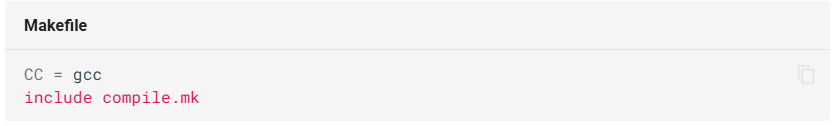 Makefile
CC = gcc
include compile.mk